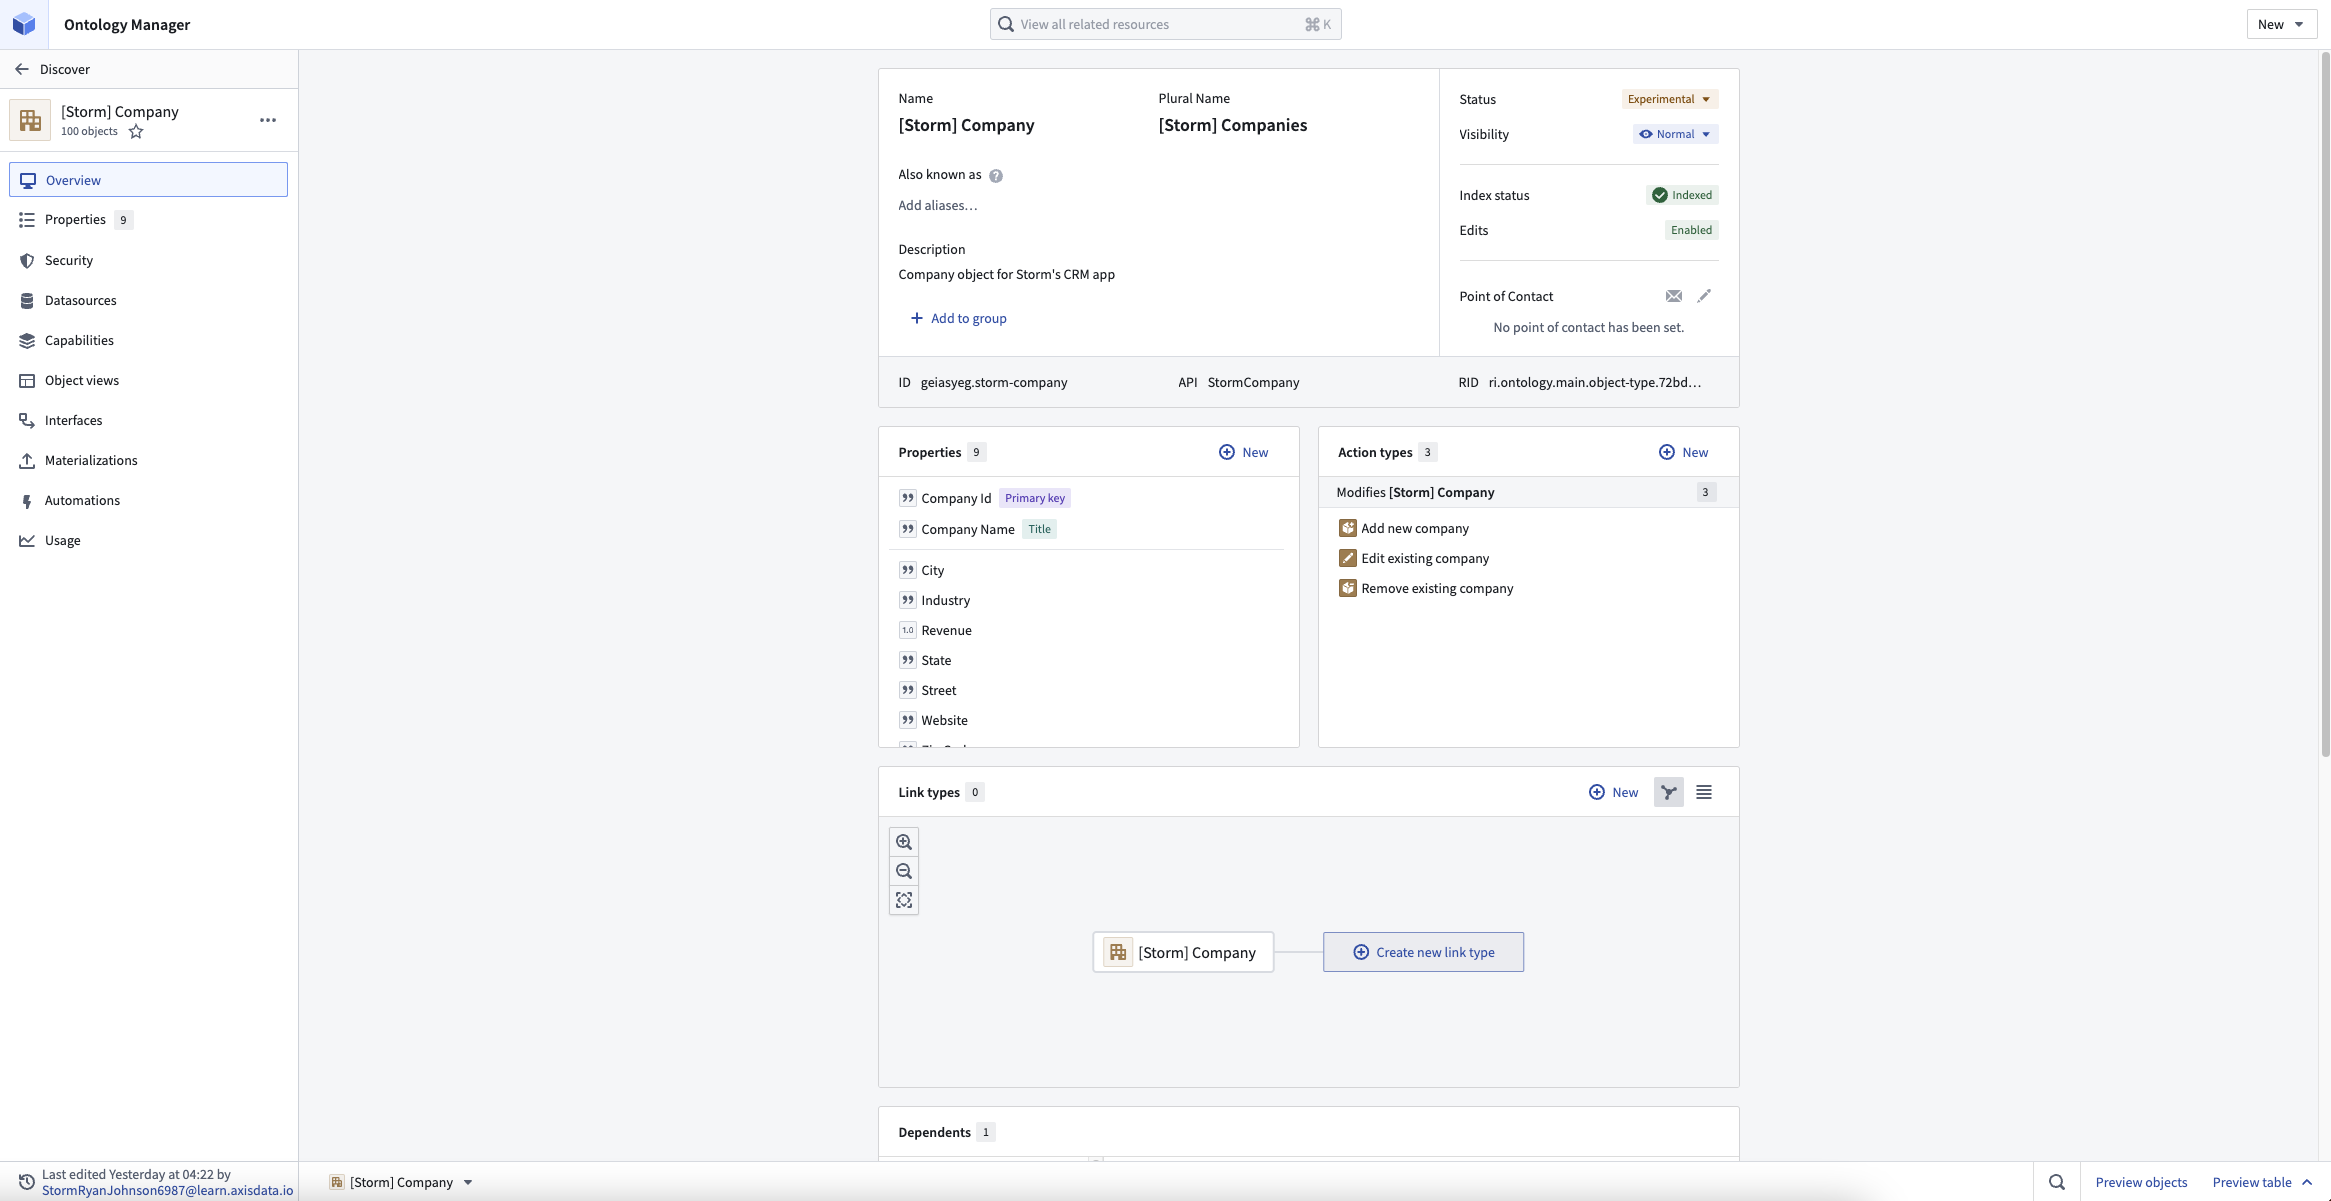 Ontology Manager
View all related resources ⌘ K
New
Discover
[Storm] Company
100 objects
Overview
Properties 9
Security
Datasources
Capabilities
Object views
Interfaces
Materializations
Automations
Usage
Name
[Storm] Company
Plural Name
[Storm] Companies
Also known as ?
Add aliases…
Description
Company object for Storm's CRM app
Add to group
Status Experimental
Visibility Normal
Index status Indexed
Edits Enabled
Point of Contact
No point of contact has been set.
ID geiasyeg.storm-company
API StormCompany
RID ri.ontology.main.object-type.72bd…
Properties 9 New
Company Id Primary key
Company Name Title
City
Industry
1.0 Revenue
State
Street
Website
Action types 3 New
Modifies [Storm] Company 3
Add new company
Edit existing company
Remove existing company
Link types 0 New
[Storm] Company
Create new link type
Dependents 1
Last edited Yesterday at 04:22 by
StormRyanJohnson6987@learn.axisdata.io
[Storm] Company
Preview objects
Preview table